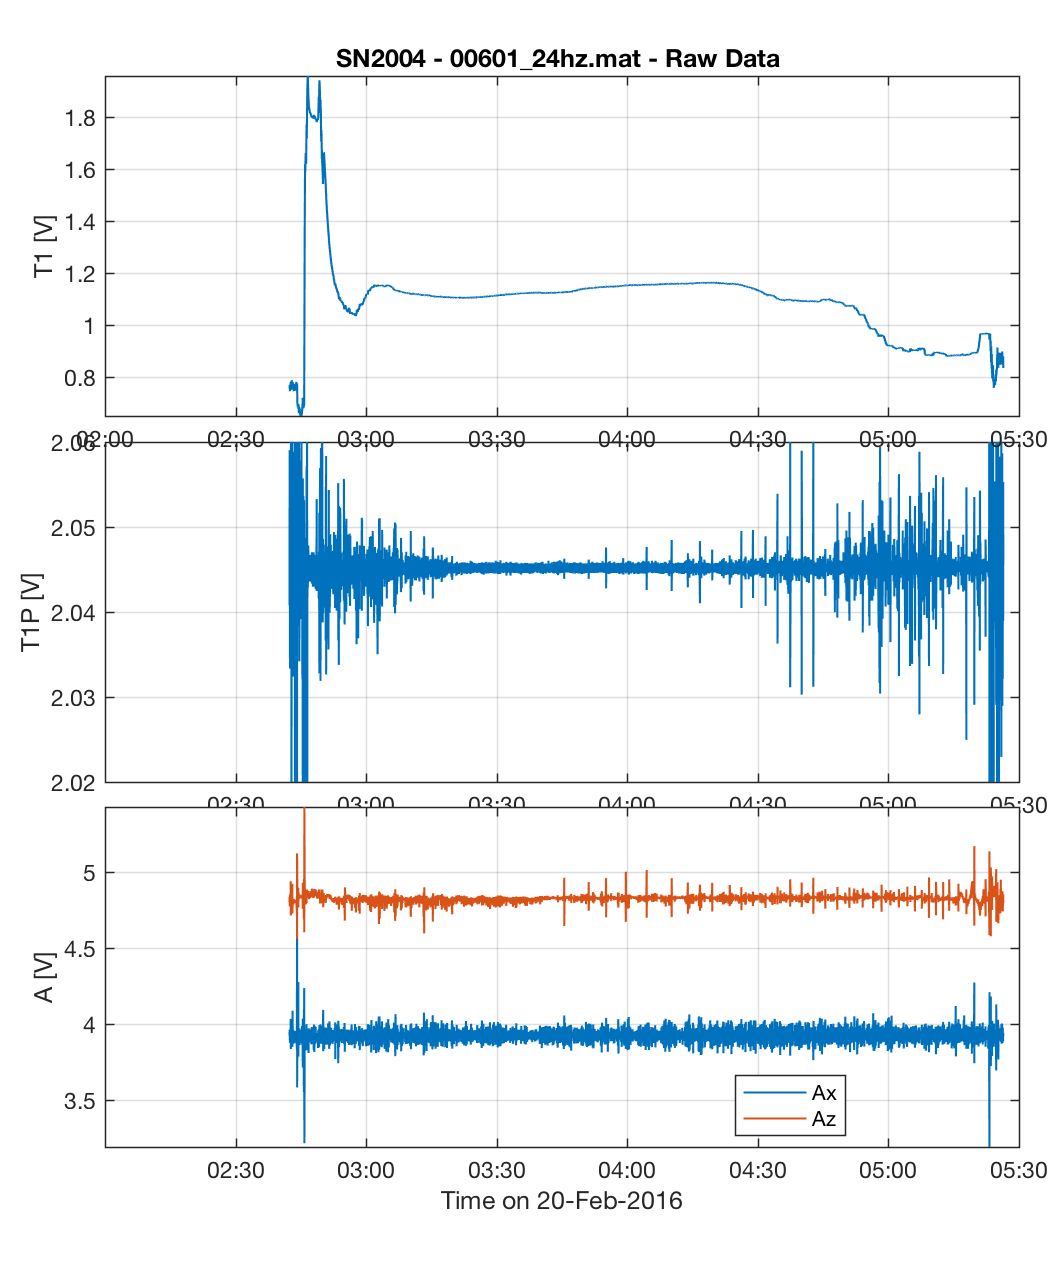 SN2004 - 00601_24hz.mat - Raw Data
1.8
1.6
1.4
1.2
1
0.8
T1 [V]
02:00 02:30 03:00 03:30 04:00 04:30 05:00 05:30
2.06
2.05
2.04
2.03
2.02
T1P [V]
02:30 03:00 03:30 04:00 04:30 05:00 05:30
5
4.5
4
3.5
A [V]
Ax
Az
02:30 03:00 03:30 04:00 04:30 05:00 05:30
Time on 20-Feb-2016